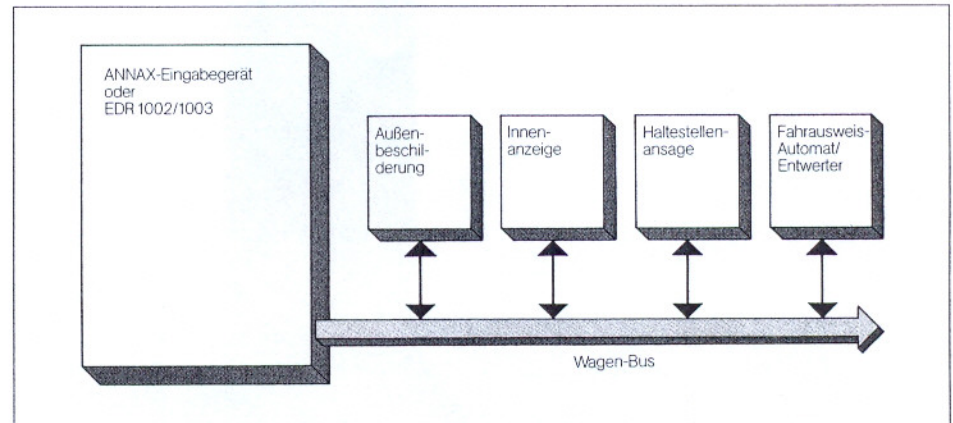 ANNAX-Eingabegerät
oder
EDR 1002/1003
Außen-
beschil-
derung
Innen-
anzeige
Haltestellen-
ansage
Fahrausweis-
Automat/
Entwerter
Wagen-Bus